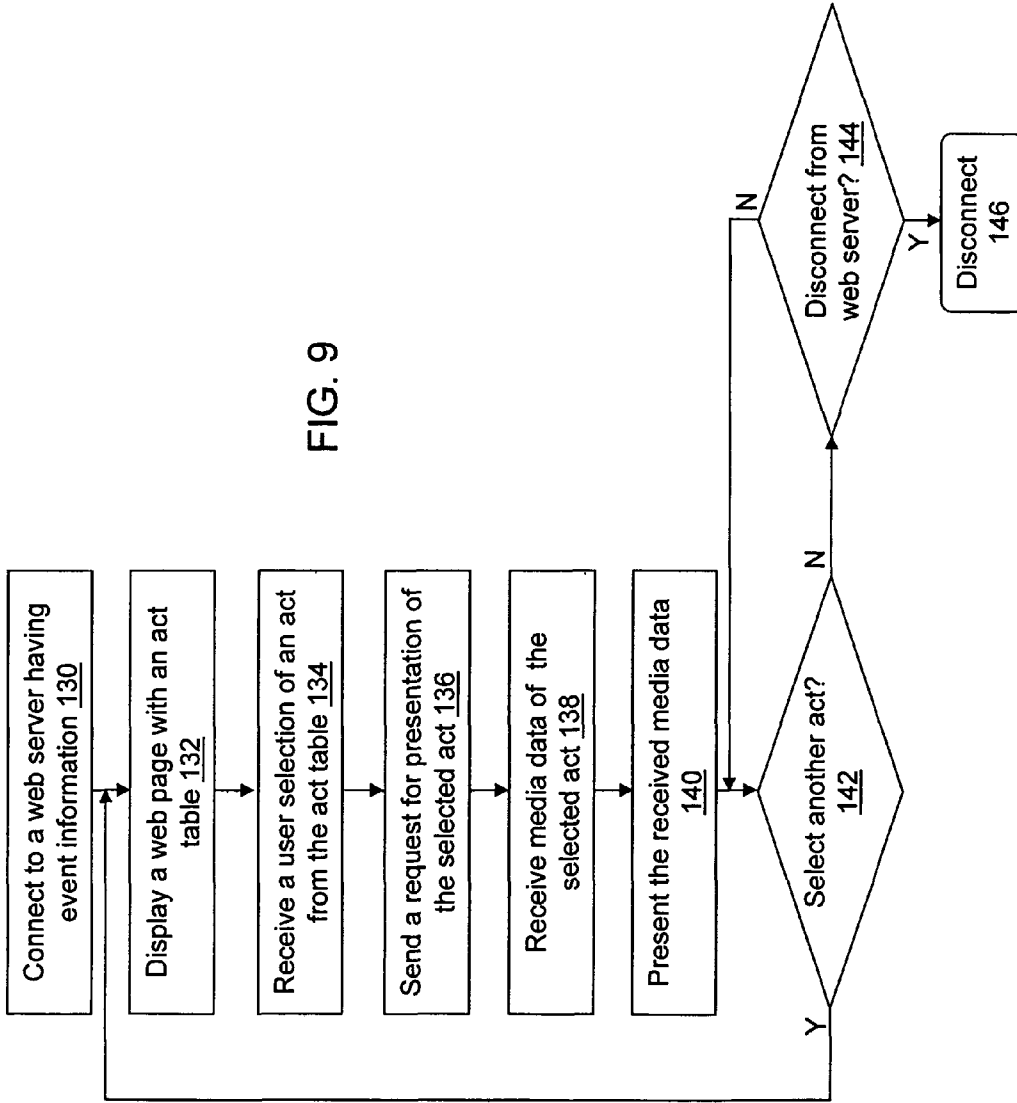 Connect to a web server having
event information 130
Display a web page with an act
table 132
Receive a user selection of an act
from the act table 134
Send a request for presentation of
the selected act 136
Receive media data of the
selected act 138
Present the received media data
140
Select another act?
142
Y
N
Disconnect from
web server? 144
N
Y
Disconnect
146
FIG. 9